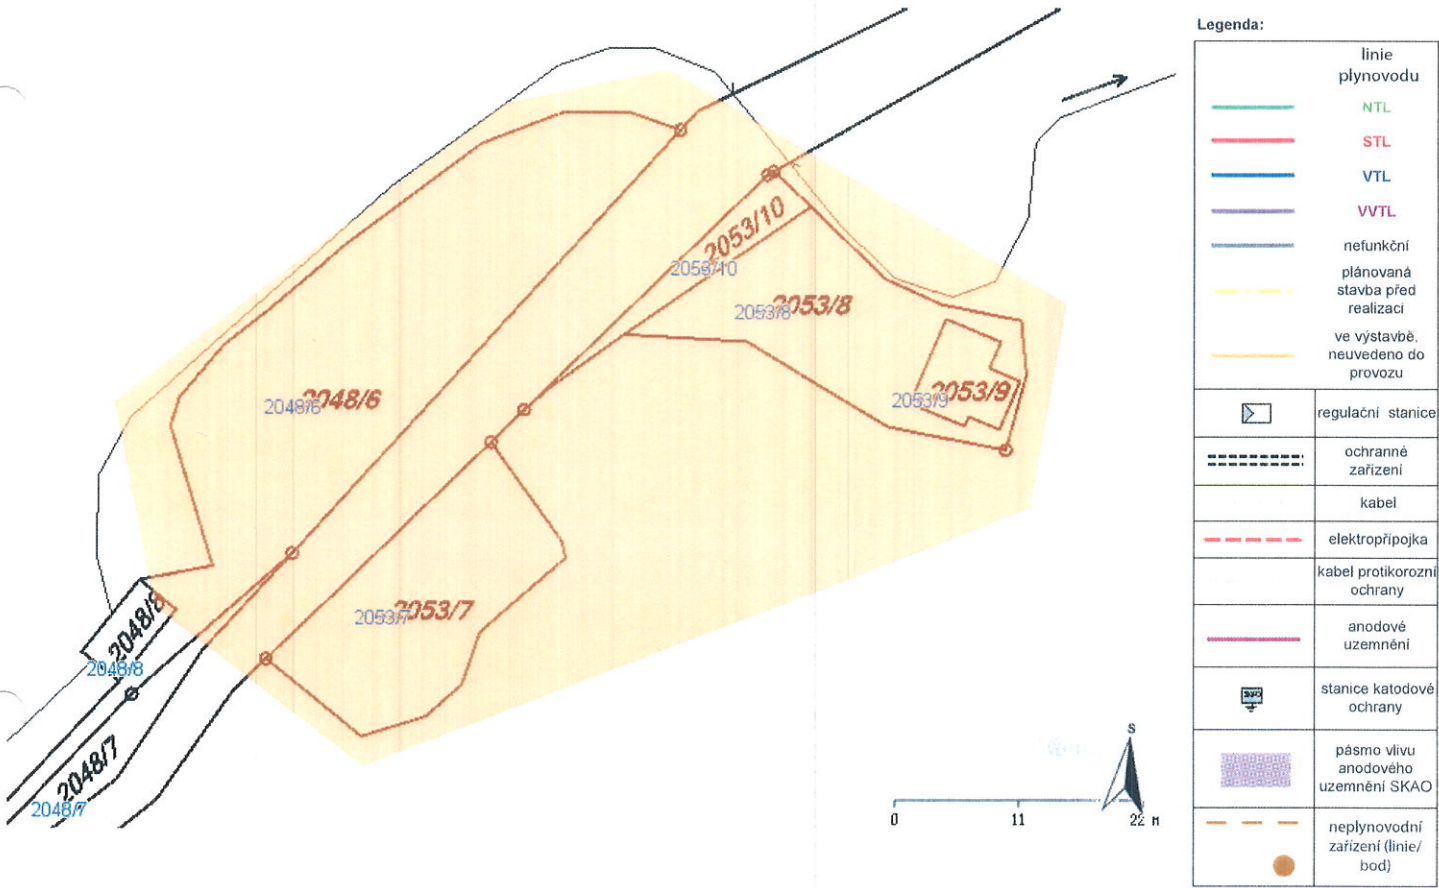 Legenda:
linie
plynovodu
NTL
STL
VTL
VVTL
nefunkční
plánovaná
stavba před
realizací
ve výstavbě,
neuvedeno do
provozu
regulační stanice
ochranné
zařízení
kabel
elektropřípojka
kabel protikorozní
ochrany
anodové
uzemnění
stanice katodové
ochrany
pásmo vlivu
anodového
uzemnění SKAO
neplynovodní
zařízení (linie/
bod)
2053/10
2053/10
2053/8
2053/8
2053/9
2053/9
2048/6
2048/6
2053/7
2053/7
2048/8
2048/8
2048/7
2048/7
S
0 11 22 M